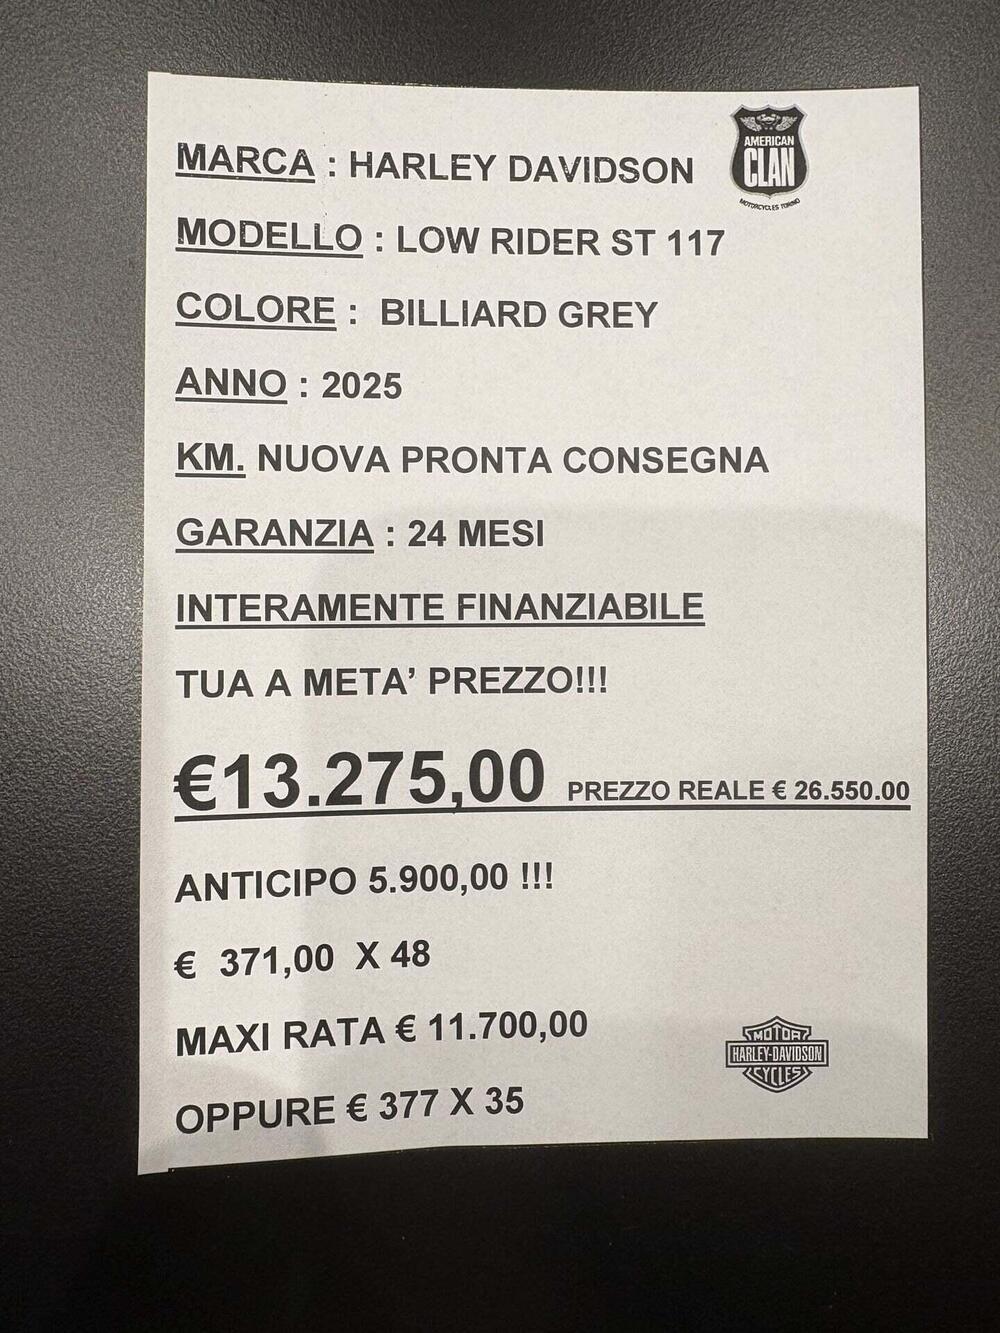 MARCA : HARLEY DAVIDSON
AMERICAN
CLAN
MOTORCYCLES TORINO
MODELLO : LOW RIDER ST 117
COLORE : BILLIARD GREY
ANNO : 2025
KM. NUOVA PRONTA CONSEGNA
GARANZIA : 24 MESI
INTERAMENTE FINANZIABILE
TUA A META’ PREZZO!!!
€13.275,00 PREZZO REALE € 26.550.00
ANTICIPO 5.900,00 !!!
€ 371,00 X 48
MAXI RATA € 11.700,00
MOTOR
HARLEY-DAVIDSON
CYCLES
OPPURE € 377 X 35